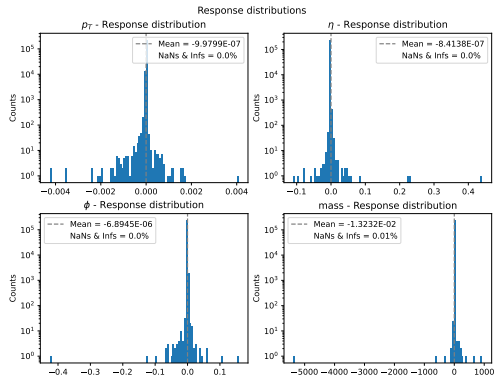 Response distributions
p_T - Response distribution
η - Response distribution
Counts
10^5
10^4
10^3
10^2
10^1
10^0
Mean = -9.9799E-07
NaNs & Infs = 0.0%
−0.004 −0.002 0.000 0.002 0.004
Counts
10^5
10^4
10^3
10^2
10^1
10^0
Mean = -8.4138E-07
NaNs & Infs = 0.0%
−0.1 0.0 0.1 0.2 0.3 0.4
ϕ - Response distribution
mass - Response distribution
Counts
10^5
10^4
10^3
10^2
10^1
10^0
Mean = -6.8945E-06
NaNs & Infs = 0.0%
−0.4 −0.3 −0.2 −0.1 0.0 0.1
Counts
10^5
10^4
10^3
10^2
10^1
10^0
Mean = -1.3232E-02
NaNs & Infs = 0.01%
−5000 −4000 −3000 −2000 −1000 0 1000